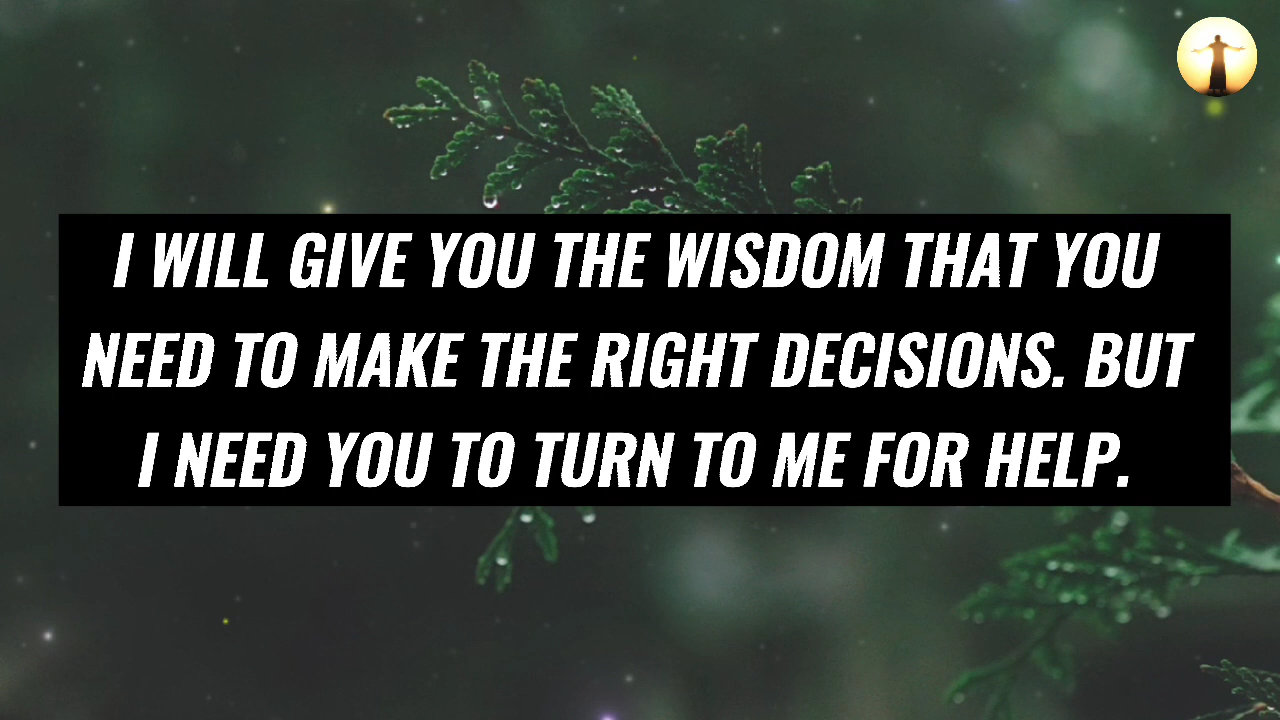 I WILL GIVE YOU THE WISDOM THAT YOU
NEED TO MAKE THE RIGHT DECISIONS. BUT
I NEED YOU TO TURN TO ME FOR HELP.